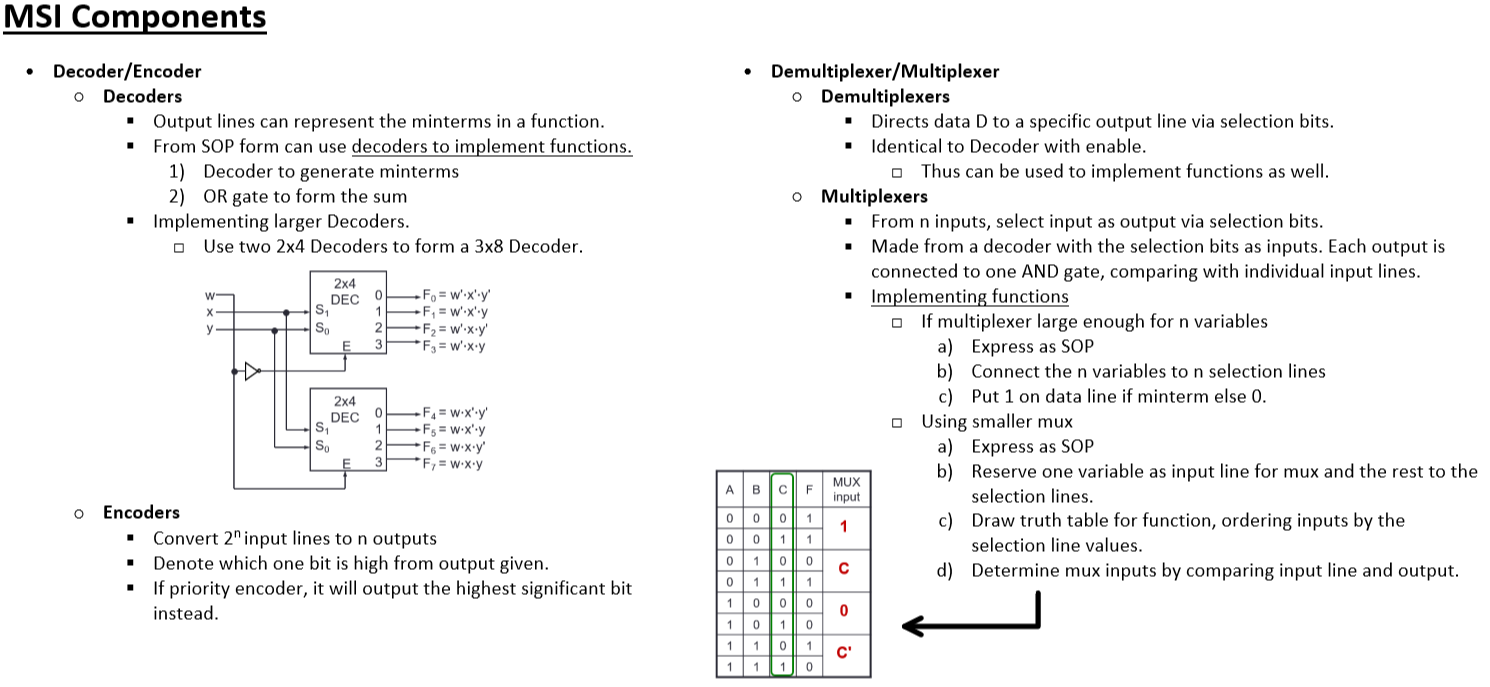 MSI Components
• Decoder/Encoder
○ Decoders
▪ Output lines can represent the minterms in a function.
▪ From SOP form can use decoders to implement functions.
1) Decoder to generate minterms
2) OR gate to form the sum
▪ Implementing larger Decoders.
□ Use two 2x4 Decoders to form a 3x8 Decoder.
w
x
y
2x4
DEC
S₁
S₀
E
0
1
2
3
F₀ = w'·x'·y'
F₁ = w'·x'·y
F₂ = w'·x·y'
F₃ = w'·x·y
2x4
DEC
S₁
S₀
E
0
1
2
3
F₄ = w·x'·y'
F₅ = w·x'·y
F₆ = w·x·y'
F₇ = w·x·y
○ Encoders
▪ Convert 2ⁿ input lines to n outputs
▪ Denote which one bit is high from output given.
▪ If priority encoder, it will output the highest significant bit
instead.
• Demultiplexer/Multiplexer
○ Demultiplexers
▪ Directs data D to a specific output line via selection bits.
▪ Identical to Decoder with enable.
□ Thus can be used to implement functions as well.
○ Multiplexers
▪ From n inputs, select input as output via selection bits.
▪ Made from a decoder with the selection bits as inputs. Each output is
connected to one AND gate, comparing with individual input lines.
▪ Implementing functions
□ If multiplexer large enough for n variables
a) Express as SOP
b) Connect the n variables to n selection lines
c) Put 1 on data line if minterm else 0.
□ Using smaller mux
a) Express as SOP
b) Reserve one variable as input line for mux and the rest to the
selection lines.
c) Draw truth table for function, ordering inputs by the
selection line values.
d) Determine mux inputs by comparing input line and output.
A B C F MUX input
0 0 0 1 1
0 0 1 1
0 1 0 0 C
0 1 1 1
1 0 0 0 0
1 0 1 0
1 1 0 1 C'
1 1 1 0